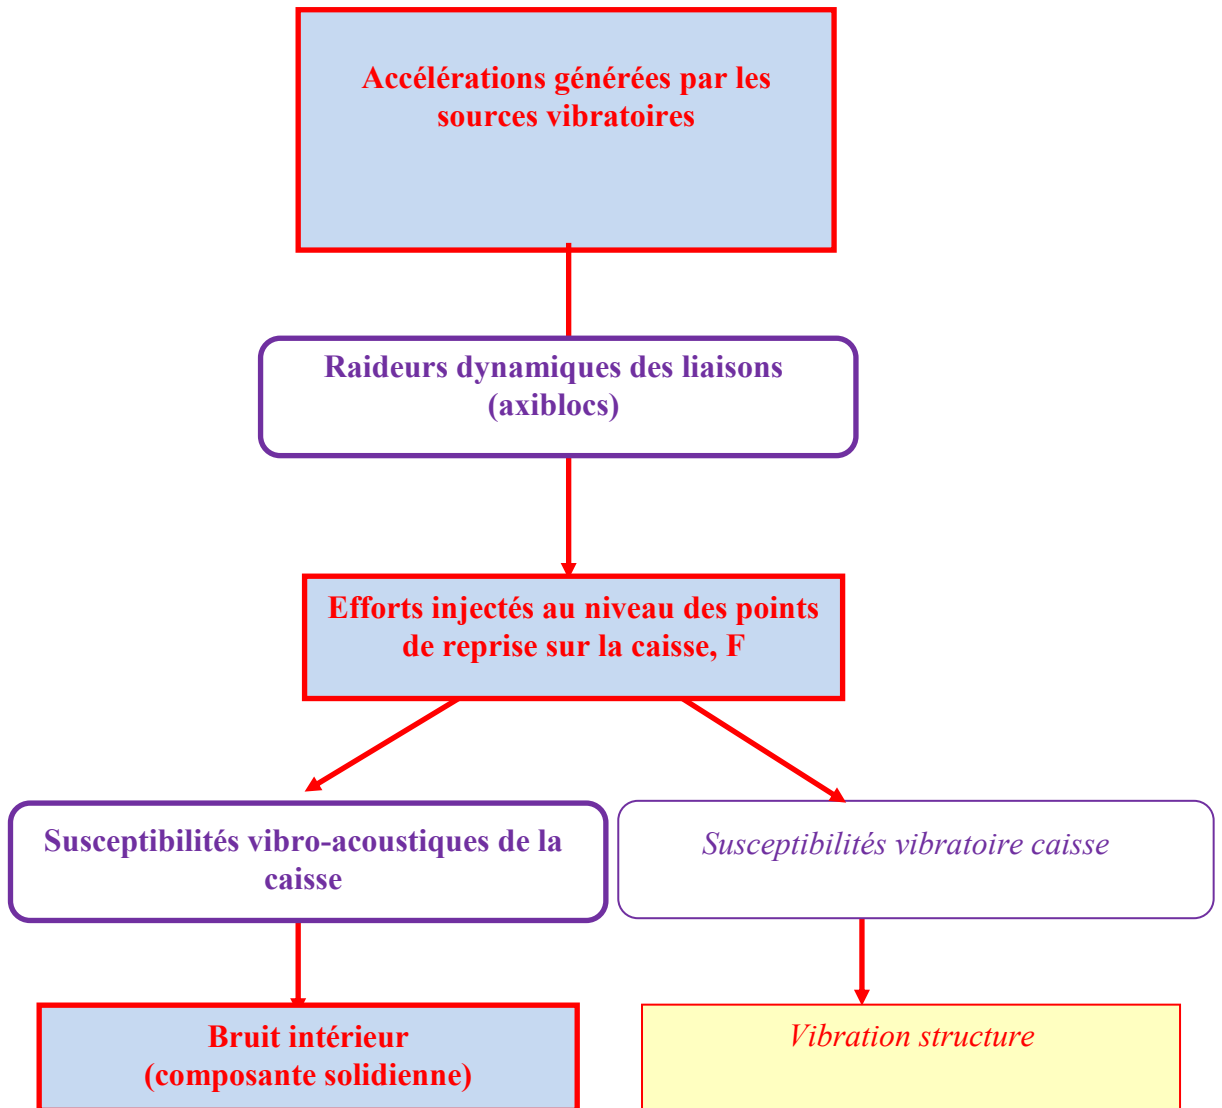 Accélérations générées par les
sources vibratoires
Raideurs dynamiques des liaisons
(axiblocs)
Efforts injectés au niveau des points
de reprise sur la caisse, F
Susceptibilités vibro-acoustiques de la
caisse
Susceptibilités vibratoire caisse
Bruit intérieur
(composante solidienne)
Vibration structure